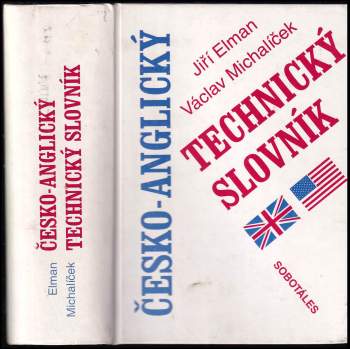 Elman
Michalíček
ČESKO-ANGLICKÝ
TECHNICKÝ SLOVNÍK
ČESKO-ANGLICKÝ
Jiří Elman
Václav Michalíček
TECHNICKÝ
SLOVNÍK
SOBOTÁLES